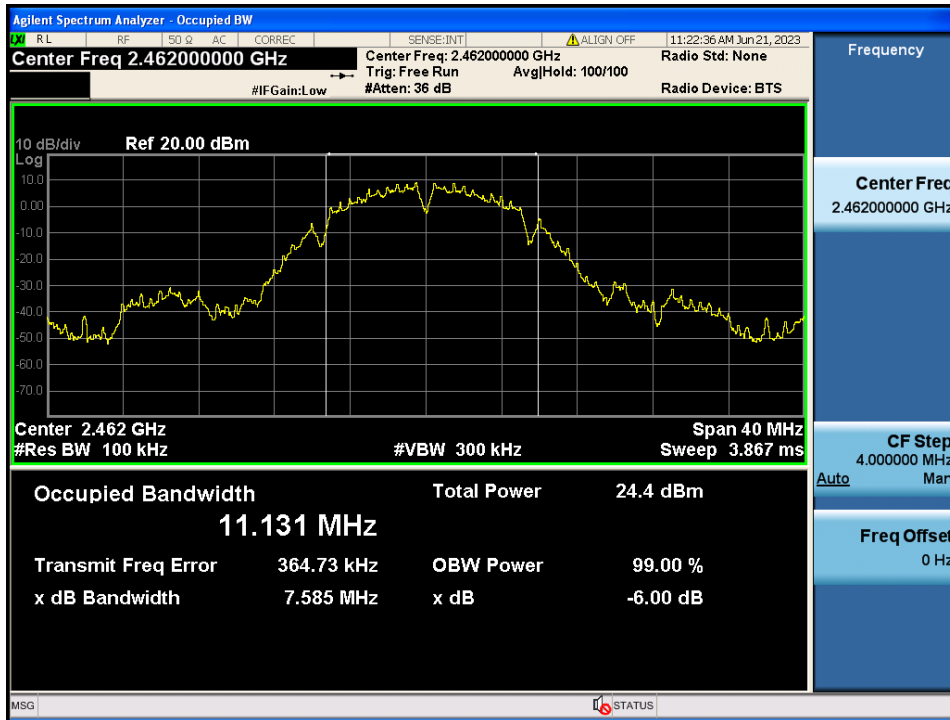 Agilent Spectrum Analyzer - Occupied BW
LXI RL RF 50 Ω AC CORREC SENSE:INT ALIGN OFF 11:22:36 AM Jun 21, 2023
Center Freq 2.462000000 GHz
Center Freq: 2.462000000 GHz
Radio Std: None
Trig: Free Run Avg|Hold: 100/100
#IFGain:Low
#Atten: 36 dB
Radio Device: BTS
10 dB/div Ref 20.00 dBm
Log
10.0
0.00
-10.0
-20.0
-30.0
-40.0
-50.0
-60.0
-70.0
Center 2.462 GHz Span 40 MHz
#Res BW 100 kHz #VBW 300 kHz Sweep 3.867 ms
Occupied Bandwidth Total Power 24.4 dBm
11.131 MHz
Transmit Freq Error 364.73 kHz OBW Power 99.00 %
x dB Bandwidth 7.585 MHz x dB -6.00 dB
Frequency
Center Freq
2.462000000 GHz
CF Step
4.000000 MHz
Auto Man
Freq Offset
0 Hz
MSG STATUS